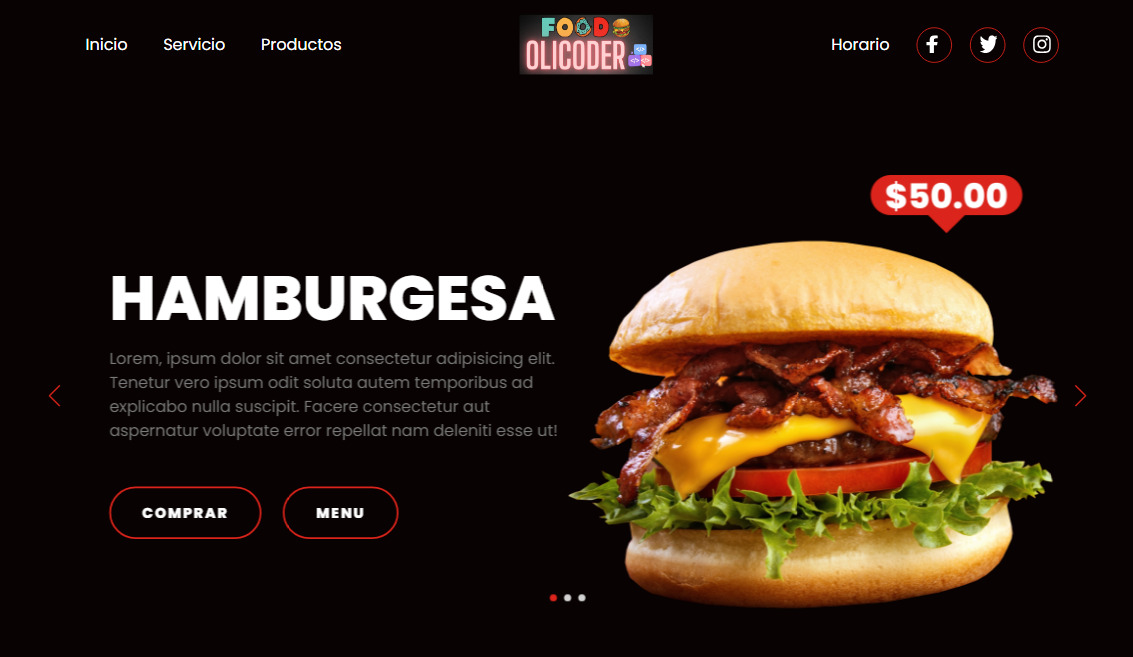 Inicio Servicio Productos
FOOD
OLICODER
Horario
$50.00
HAMBURGESA
Lorem, ipsum dolor sit amet consectetur adipisicing elit.
Tenetur vero ipsum odit soluta autem temporibus ad
explicabo nulla suscipit. Facere consectetur aut
aspernatur voluptate error repellat nam deleniti esse ut!
COMPRAR MENU